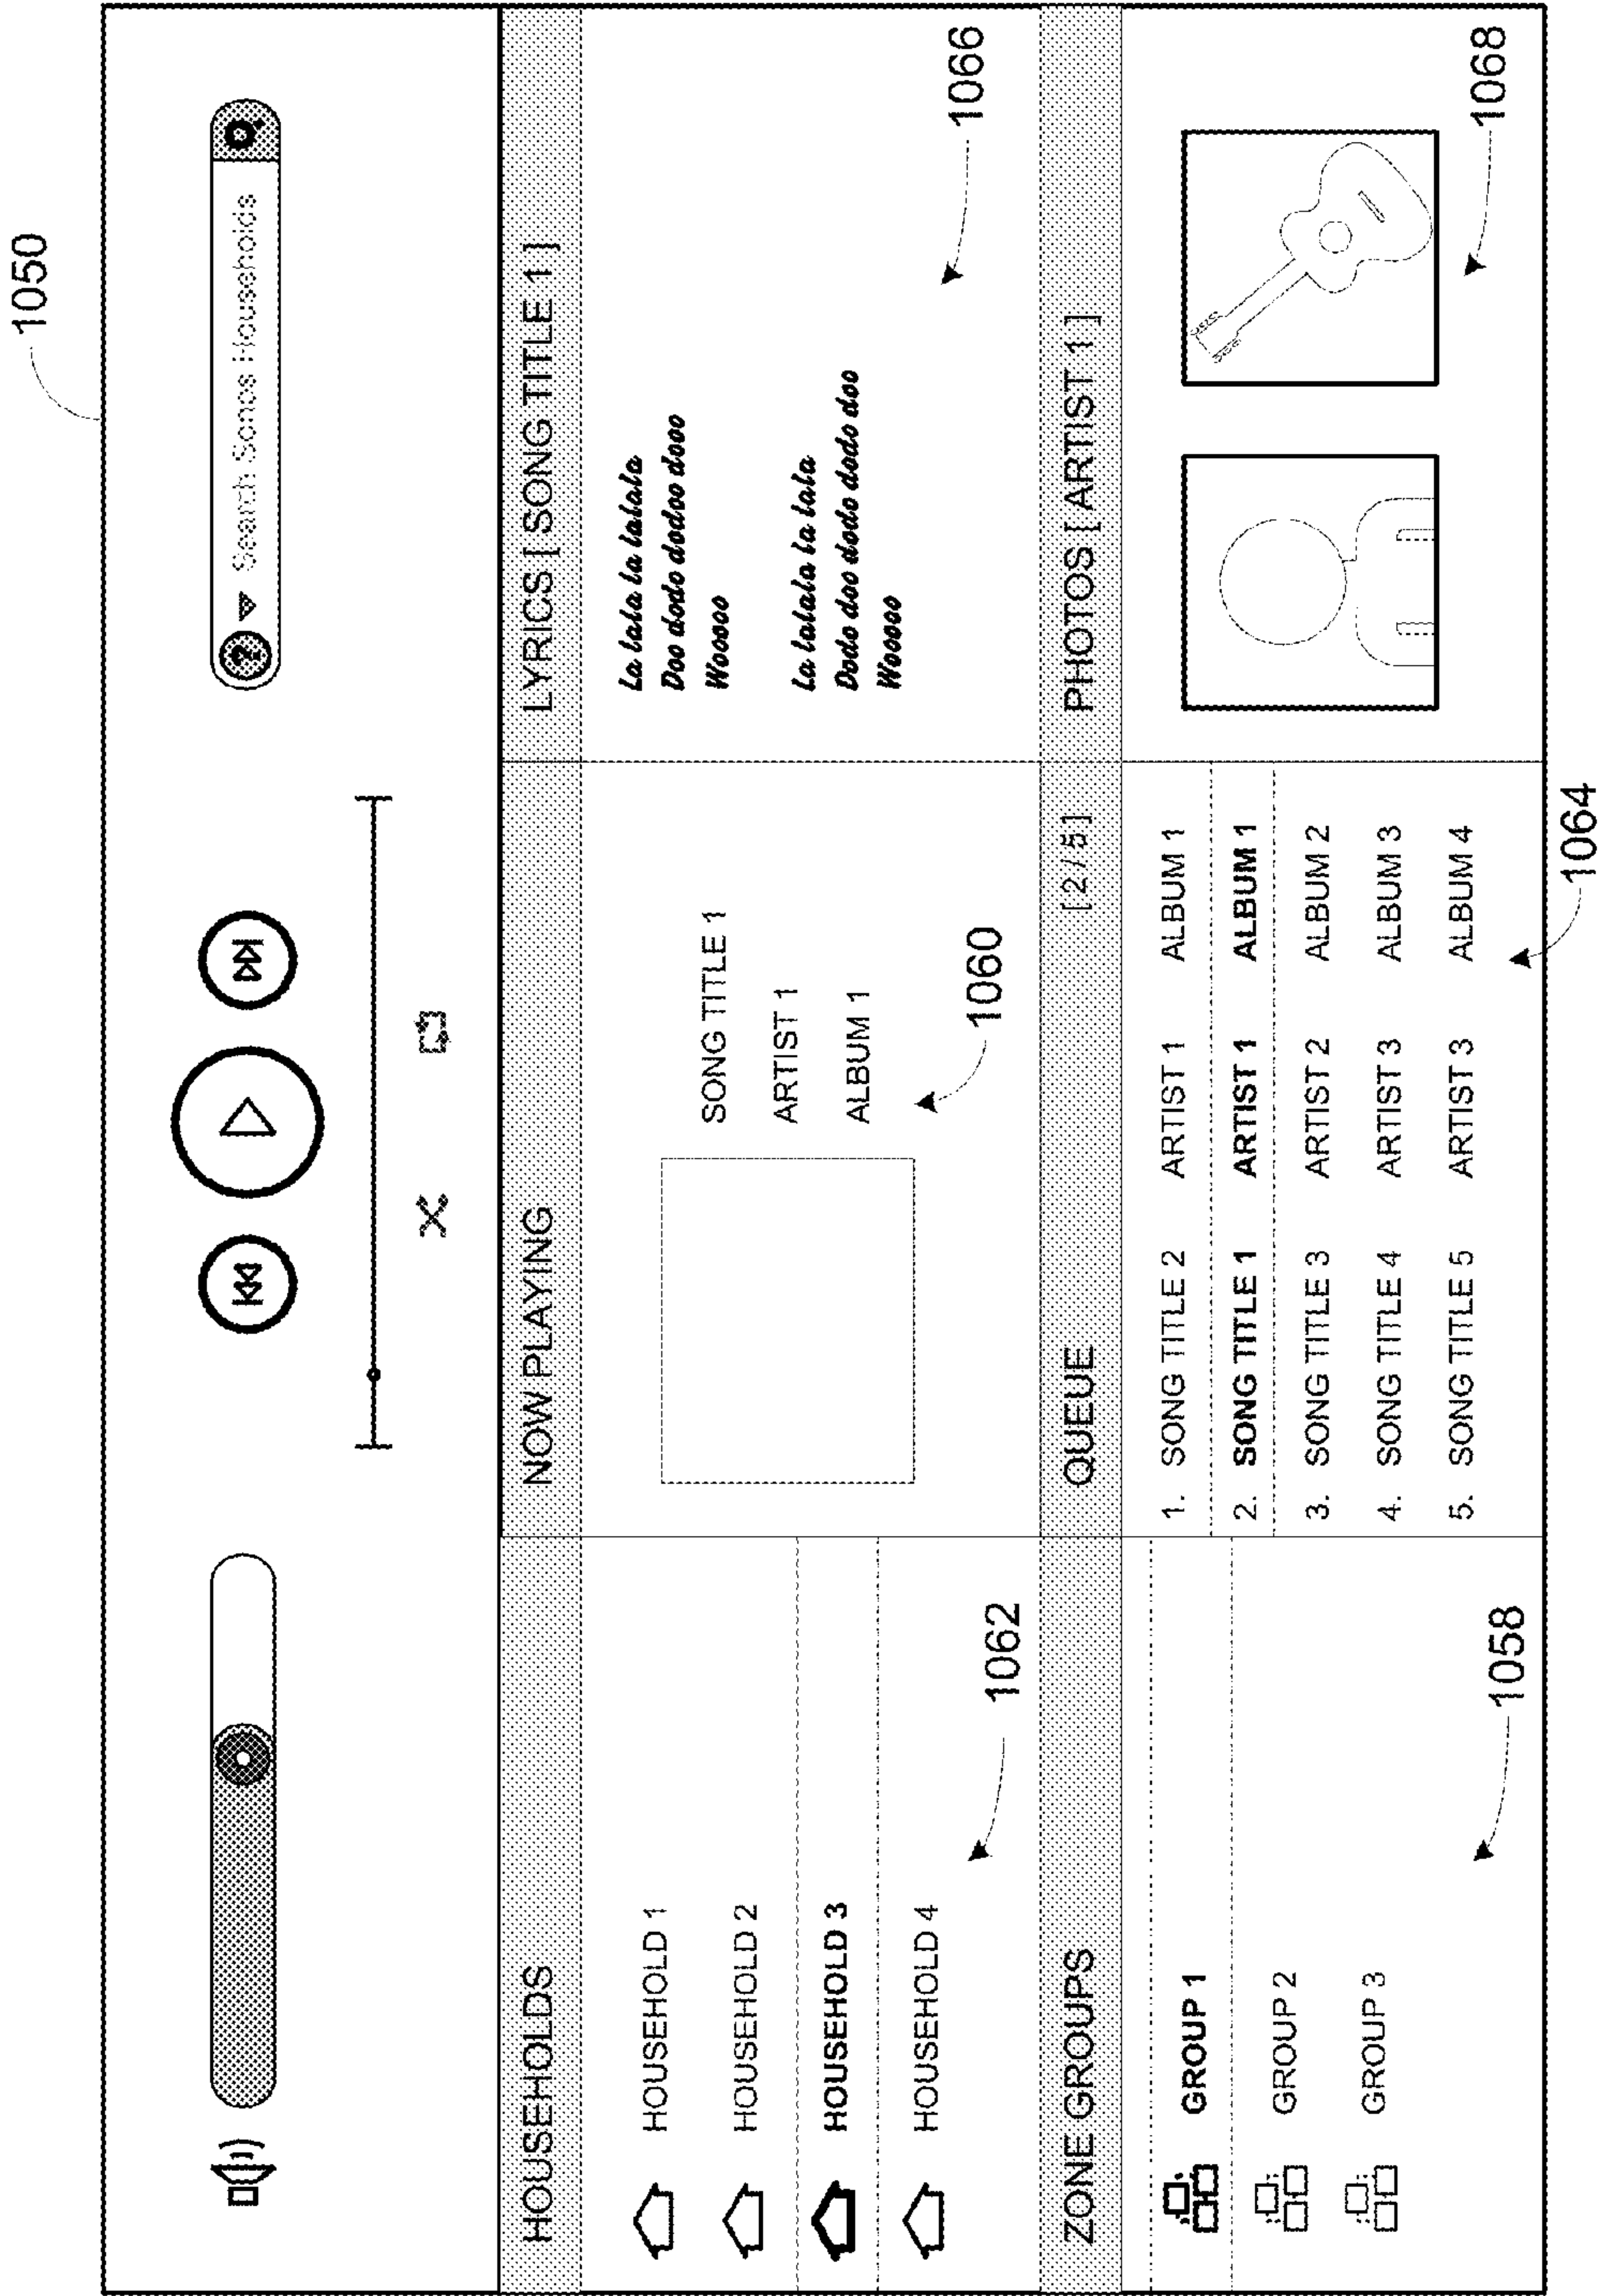 1050
? Search Sonos Households
HOUSEHOLDS
HOUSEHOLD 1
HOUSEHOLD 2
HOUSEHOLD 3
HOUSEHOLD 4
1062
NOW PLAYING
SONG TITLE 1
ARTIST 1
ALBUM 1
1060
LYRICS [ SONG TITLE 1 ]
La lala la lalala
Doo dodo dodoo dooo
Wooooo
La lalala la lala
Dodo doo dodo dodo doo
Wooooo
1066
ZONE GROUPS
GROUP 1
GROUP 2
GROUP 3
1058
QUEUE [ 2 / 5 ]
1. SONG TITLE 2 ARTIST 1 ALBUM 1
2. SONG TITLE 1 ARTIST 1 ALBUM 1
3. SONG TITLE 3 ARTIST 2 ALBUM 2
4. SONG TITLE 4 ARTIST 3 ALBUM 3
5. SONG TITLE 5 ARTIST 3 ALBUM 4
1064
PHOTOS [ ARTIST 1 ]
1068